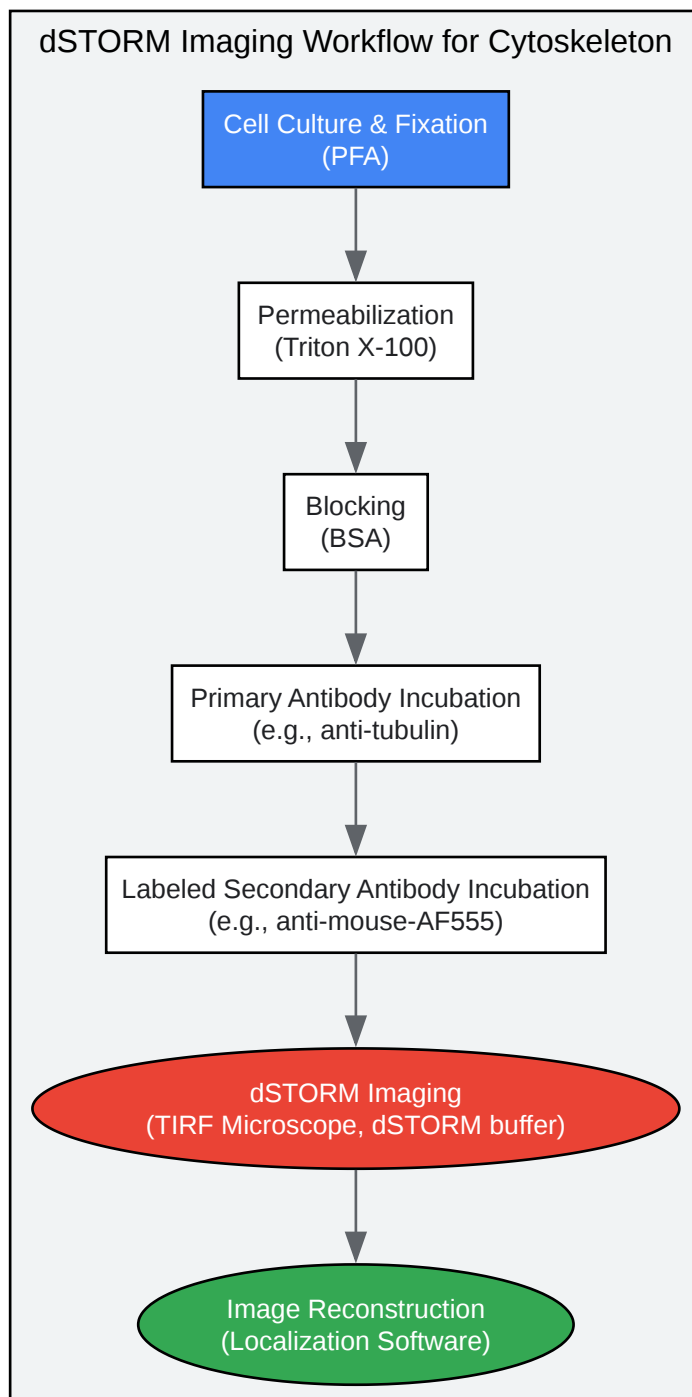 dSTORM Imaging Workflow for Cytoskeleton
Cell Culture & Fixation
(PFA)
Permeabilization
(Triton X-100)
Blocking
(BSA)
Primary Antibody Incubation
(e.g., anti-tubulin)
Labeled Secondary Antibody Incubation
(e.g., anti-mouse-AF555)
dSTORM Imaging
(TIRF Microscope, dSTORM buffer)
Image Reconstruction
(Localization Software)